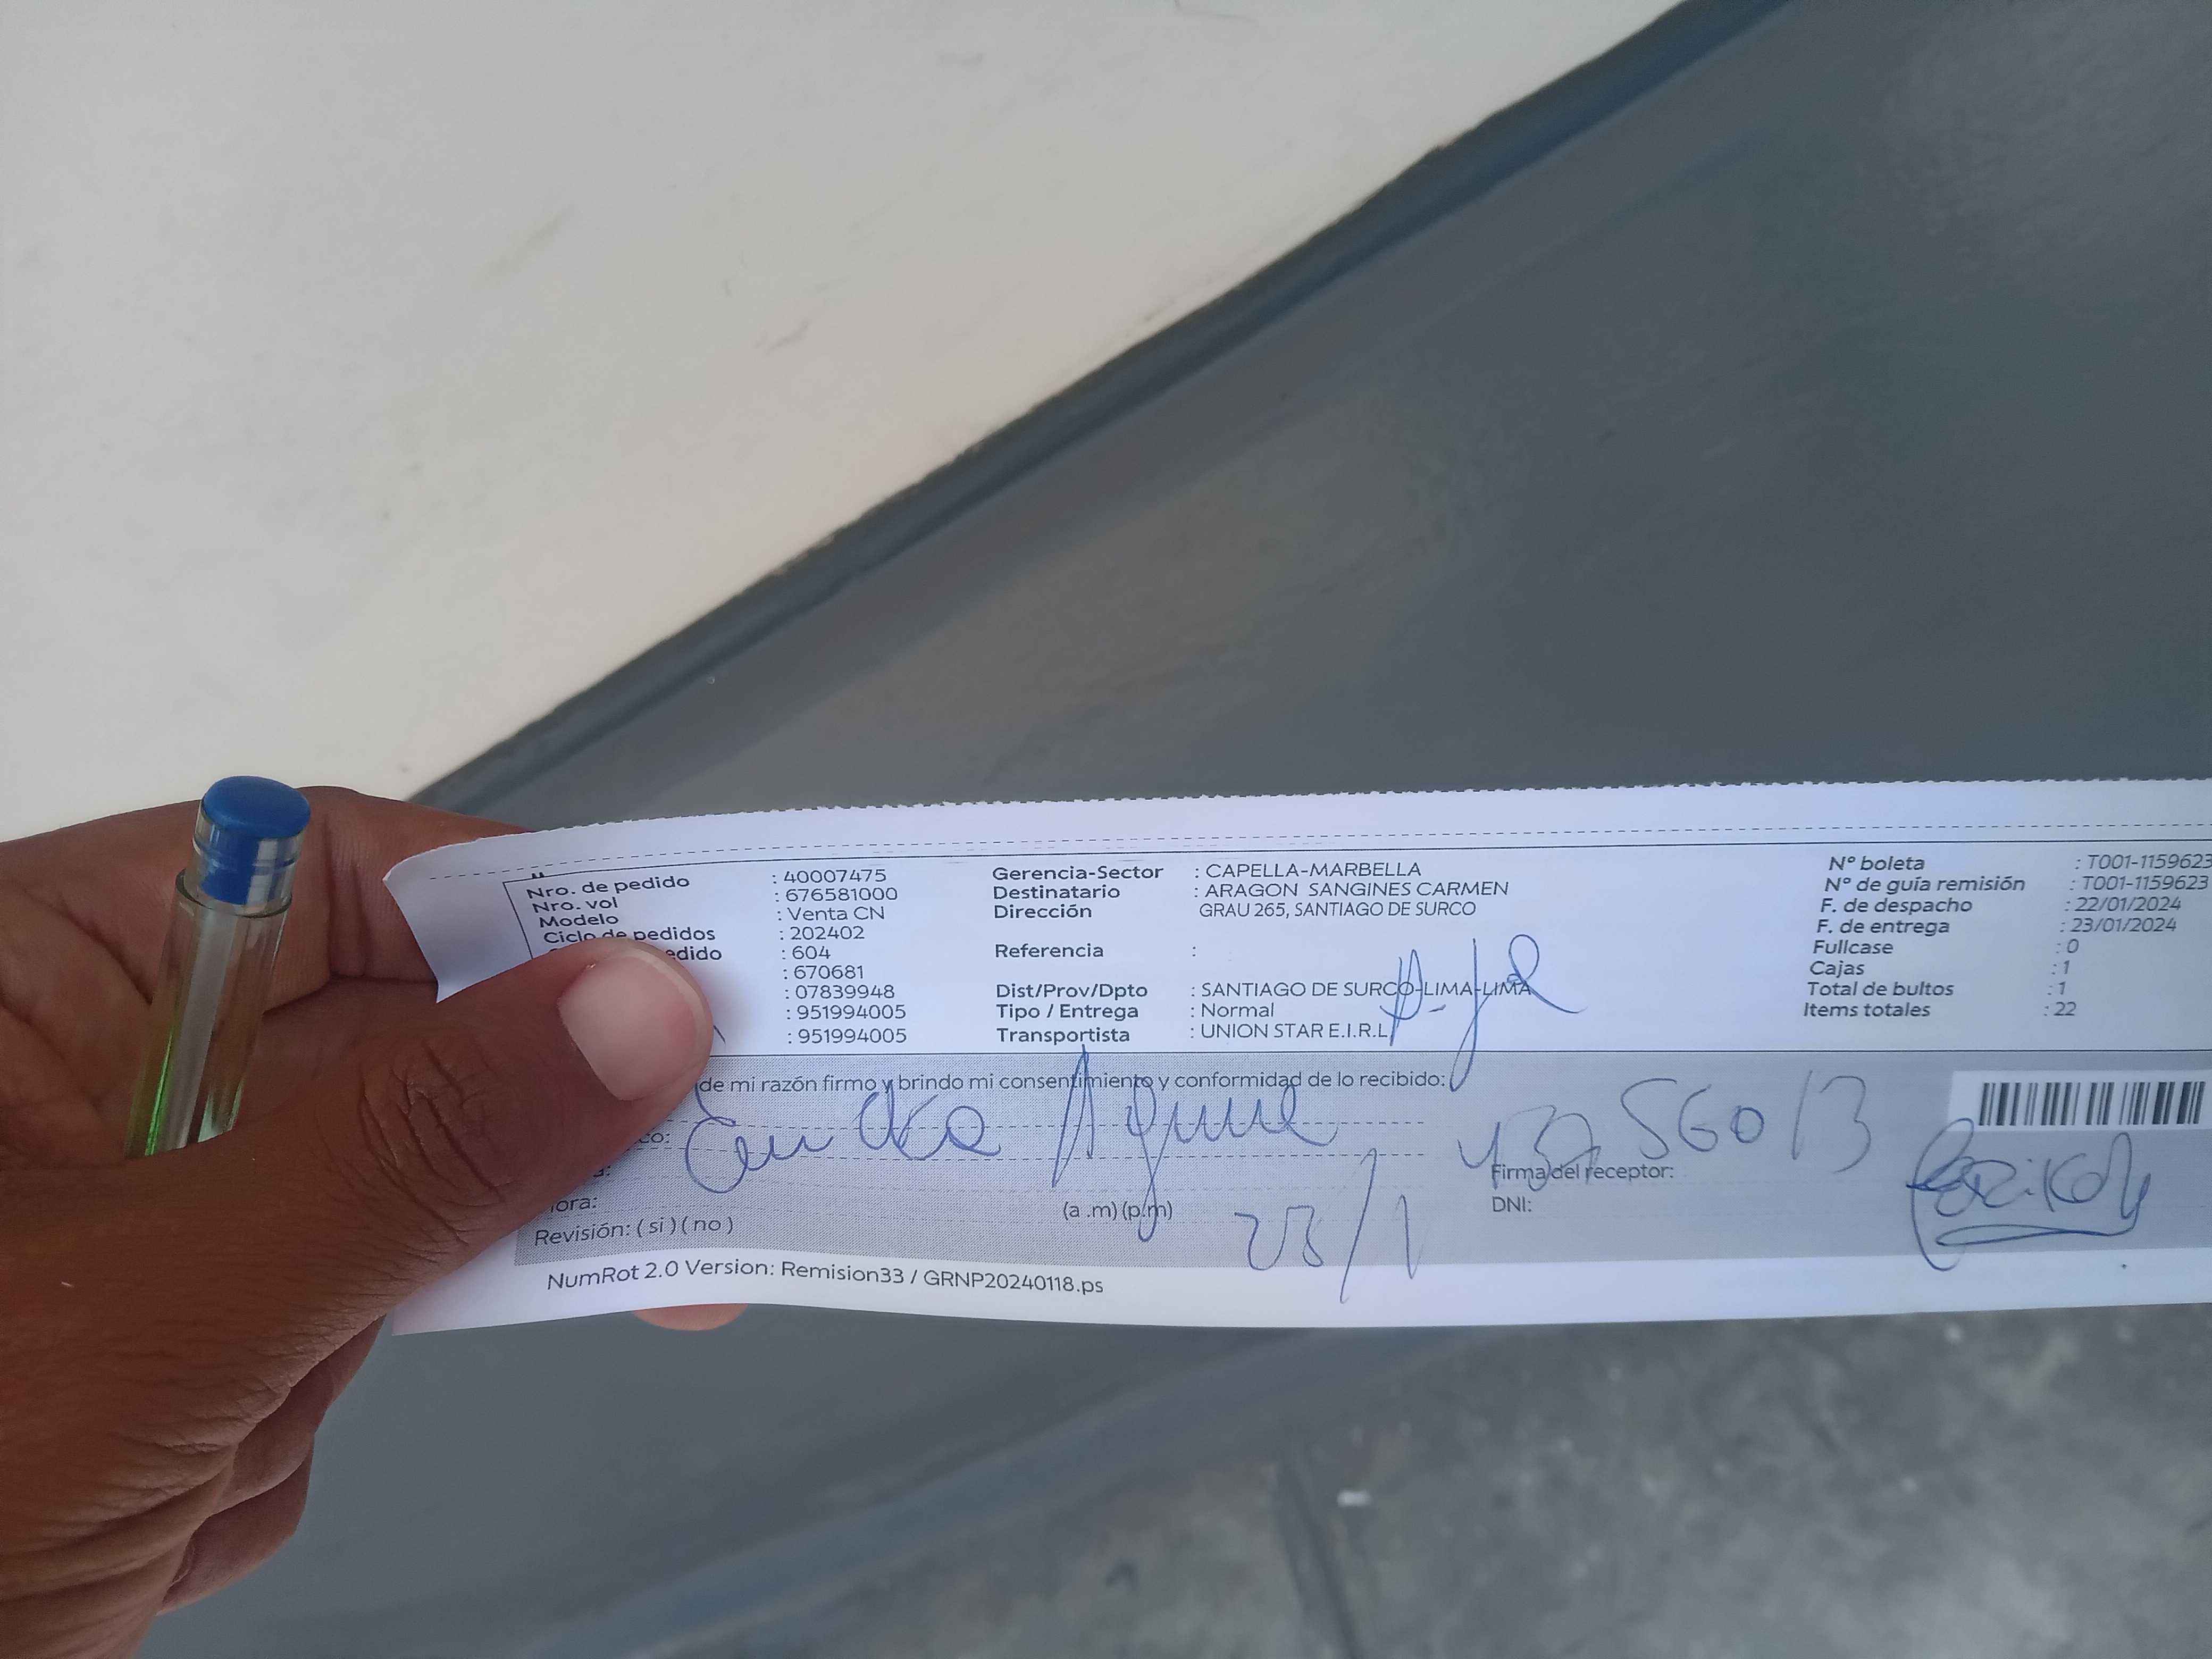 Nro. de pedido : 40007475
Nro. vol : 676581000
Modelo : Venta CN
Ciclo de pedidos : 202402
edido : 604
: 670681
: 07839948
: 951994005
: 951994005
Gerencia-Sector : CAPELLA-MARBELLA
Destinatario : ARAGON SANGINES CARMEN
Dirección GRAU 265, SANTIAGO DE SURCO
Referencia :
Dist/Prov/Dpto : SANTIAGO DE SURCO-LIMA-LIMA
Tipo / Entrega : Normal
Transportista : UNION STAR E.I.R.L
N° boleta : T001-1159623
N° de guía remisión : T001-1159623
F. de despacho : 22/01/2024
F. de entrega : 23/01/2024
Fullcase : 0
Cajas : 1
Total de bultos : 1
Items totales : 22
de mi razón firmo y brindo mi consentimiento y conformidad de lo recibido:
co:
a:
ora: (a .m) (p.m)
23/1
Revisión: ( si ) ( no )
Firma del receptor:
DNI:
NumRot 2.0 Version: Remision33 / GRNP20240118.ps